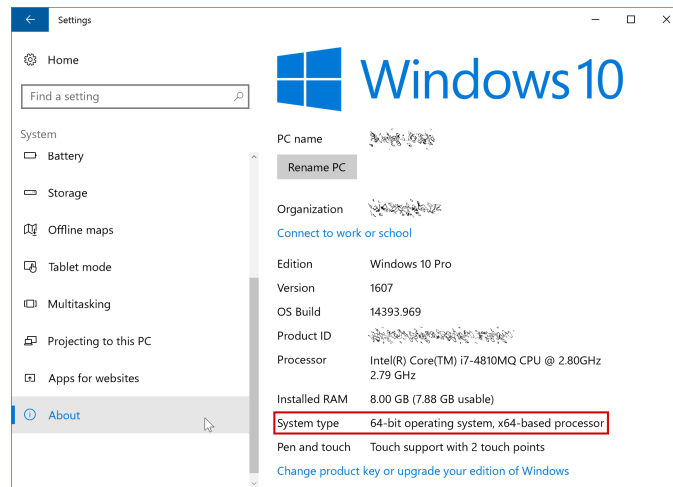 Settings
Home
Find a setting
System
Battery
Storage
Offline maps
Tablet mode
Multitasking
Projecting to this PC
Apps for websites
About
Windows 10
PC name
Rename PC
Organization
Connect to work or school
Edition Windows 10 Pro
Version 1607
OS Build 14393.969
Product ID
Processor Intel(R) Core(TM) i7-4810MQ CPU @ 2.80GHz
2.79 GHz
Installed RAM 8.00 GB (7.88 GB usable)
System type 64-bit operating system, x64-based processor
Pen and touch Touch support with 2 touch points
Change product key or upgrade your edition of Windows